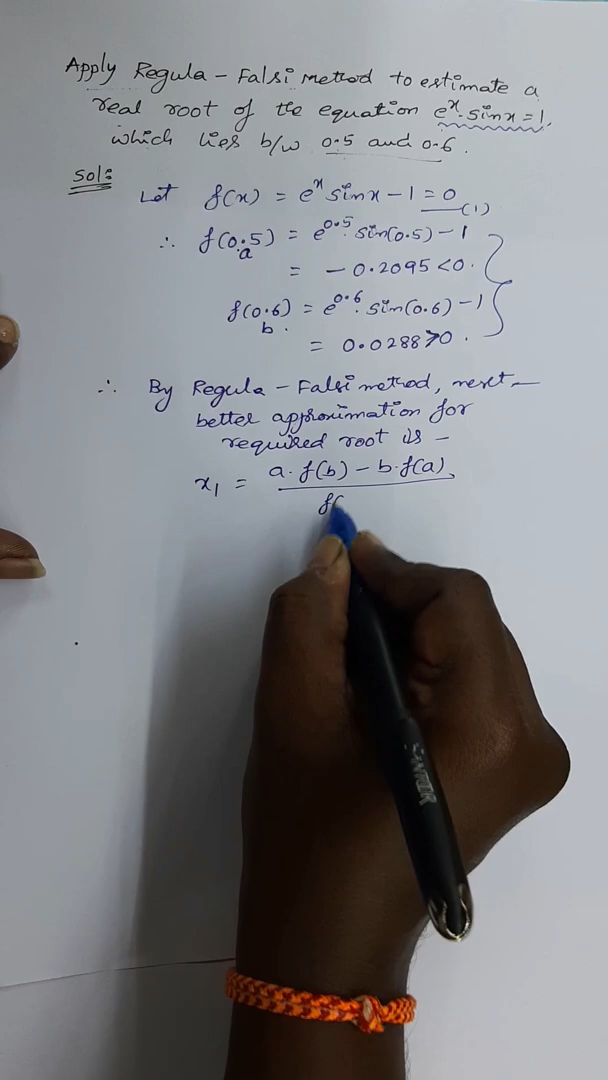 Apply Regula - Falsi method to estimate a
real root of the equation eˣ·sinx = 1,
which lies b/w 0.5 and 0.6.
Sol:
Let f(x) = eˣ sinx - 1 = 0 (1)
∴ f(0.5) = e^0.5·sin(0.5) - 1
a
= - 0.2095 < 0.
f(0.6) = e^0.6·sin(0.6) - 1
b.
= 0.0288 > 0.
∴ By Regula - Falsi method, next
better approximation for
required root is -
x₁ = a·f(b) - b·f(a)
f(